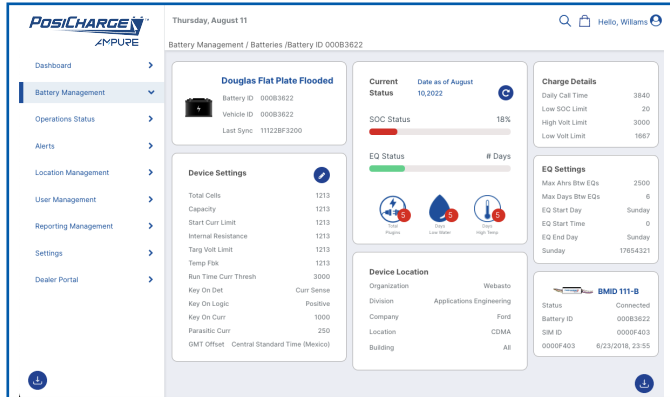 POSICHARGE
AMPURE
Thursday, August 11
Hello, Willams
Battery Management / Batteries /Battery ID 000B3622
Dashboard
Battery Management
Operations Status
Alerts
Location Management
User Management
Reporting Management
Settings
Dealer Portal
Douglas Flat Plate Flooded
Battery ID 000B3622
Vehicle ID 000B3622
Last Sync 11122BF3200
Device Settings
Total Cells 1213
Capacity 1213
Start Curr Limit 1213
Internal Resistance 1213
Targ Volt Limit 1213
Temp Fbk 1213
Run Time Curr Thresh 3000
Key On Det Curr Sense
Key On Logic Positive
Key On Curr 1000
Parasitic Curr 250
GMT Offset Central Standard Time (Mexico)
Current Date as of August
Status 10,2022
SOC Status 18%
EQ Status # Days
5 5 5
Total Days Days
Plugins Low Water High Temp
Device Location
Organization Webasto
Division Applications Engineering
Company Ford
Location CDMA
Building All
Charge Details
Daily Call Time 3840
Low SOC Limit 20
High Volt Limit 3000
Low Volt Limit 1667
EQ Settings
Max Ahrs Btw EQs 2500
Max Days Btw EQs 6
EQ Start Day Sunday
EQ Start Time 0
EQ End Day Sunday
Sunday 17654321
BMID 111-B
Status Connected
Battery ID 000B3622
SIM ID 0000F403
0000F403 6/23/2018, 23:55